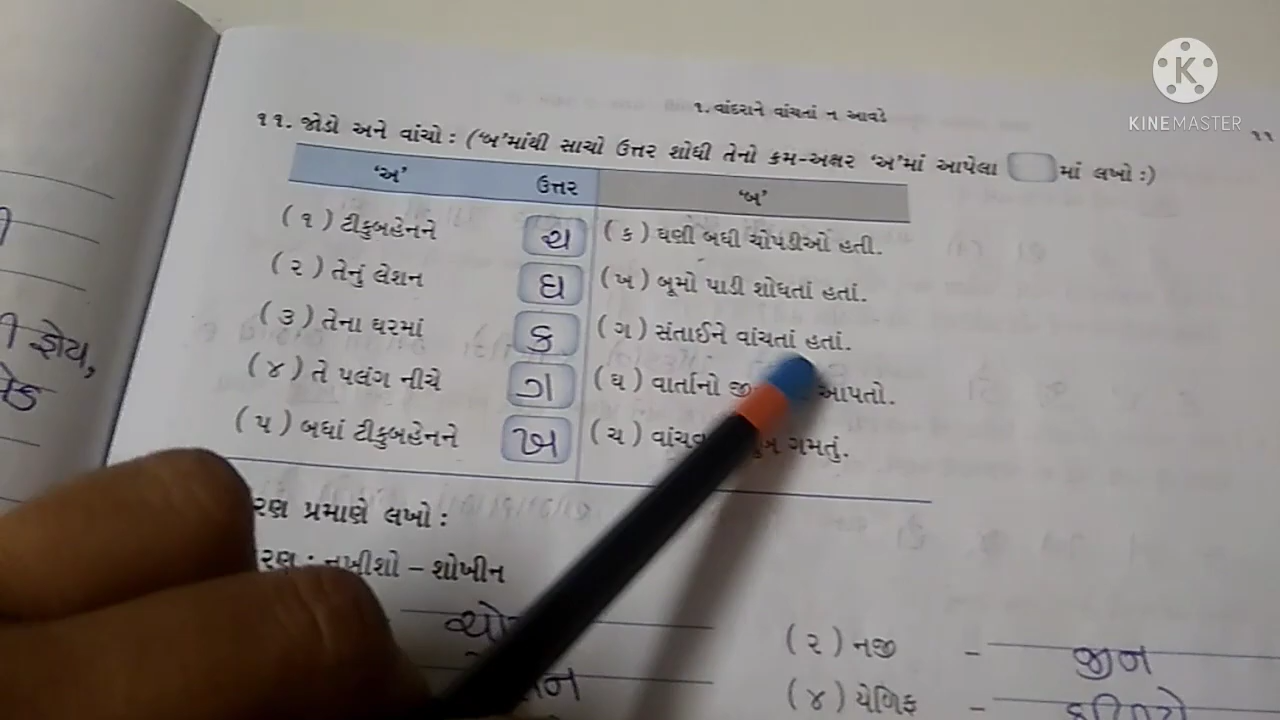 K
KINEMASTER
૧. વાંદરાને વાંચતાં ન આવડે
૧૧
૧૧. જોડો અને વાંચો : (‘બ’માંથી સાચો ઉત્તર શોધી તેનો ક્રમ-અક્ષર ‘અ’માં આપેલા માં લખો :)
‘અ’ ઉત્તર ‘બ’
(૧) ટીકુબહેનને ચ (ક) ઘણી બધી ચોપડીઓ હતી.
(૨) તેનું લેશન ઘ (ખ) બૂમો પાડી શોધતાં હતાં.
(૩) તેના ઘરમાં ક (ગ) સંતાઈને વાંચતાં હતાં.
(૪) તે પલંગ નીચે ગ (ઘ) વાર્તાનો આપતો.
(૫) બધાં ટીકુબહેનને ખ (ચ) ગમતું.
પ્રમાણે લખો :
નખીશો – શોખીન
(૨) નજી – જીન
(૪) યેળિફ –